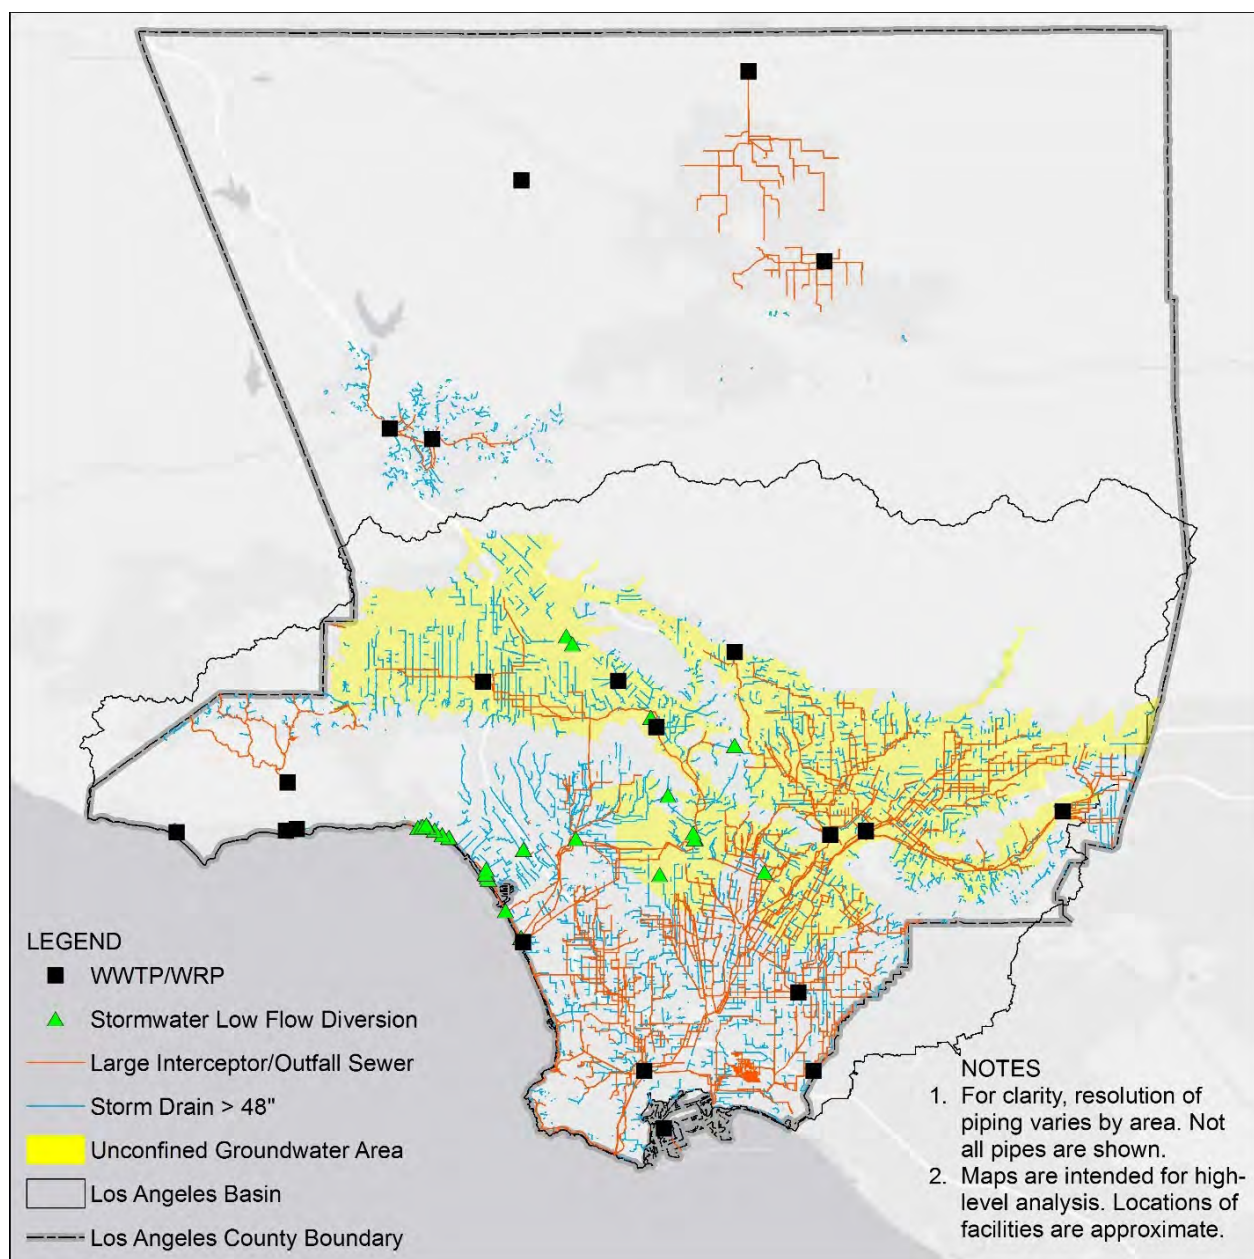 LEGEND
WWTP/WRP
Stormwater Low Flow Diversion
Large Interceptor/Outfall Sewer
Storm Drain > 48"
Unconfined Groundwater Area
Los Angeles Basin
Los Angeles County Boundary
NOTES
1. For clarity, resolution of
piping varies by area. Not
all pipes are shown.
2. Maps are intended for high-
level analysis. Locations of
facilities are approximate.